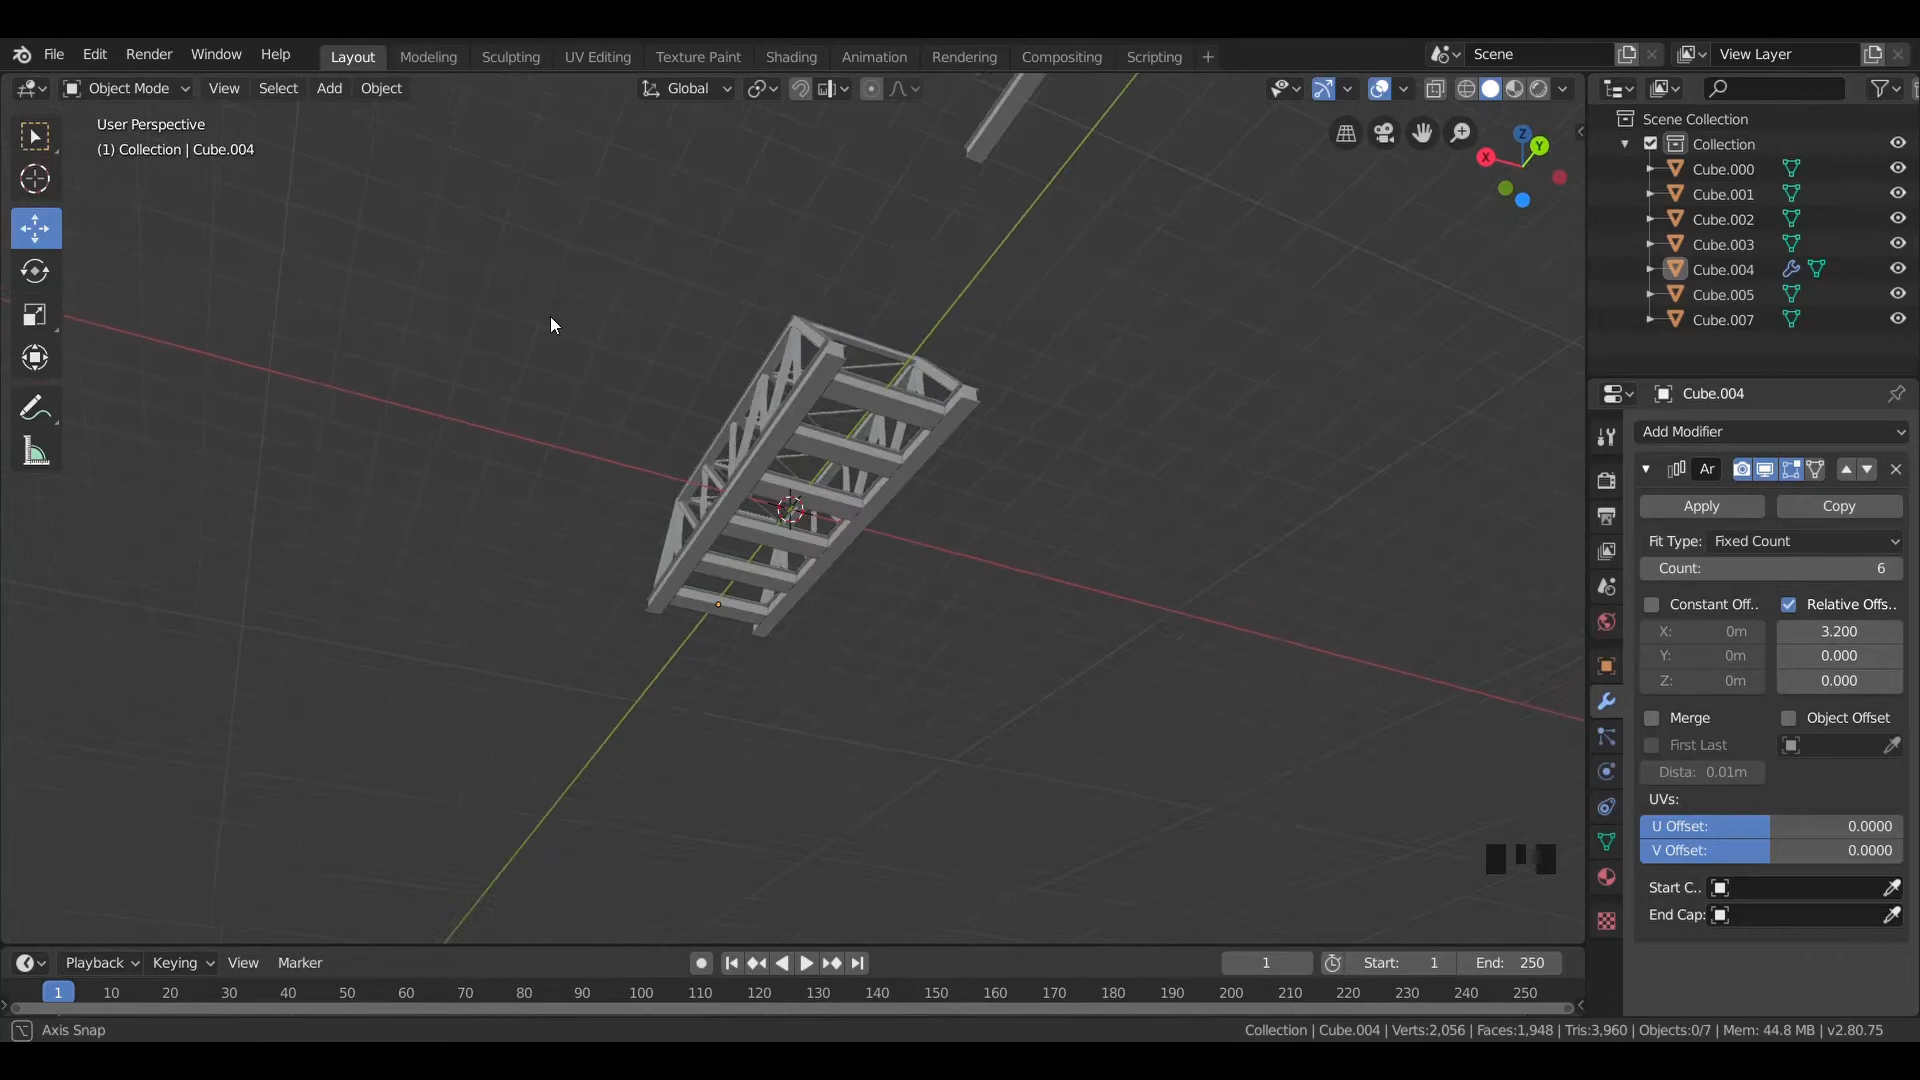 File Edit Render Window Help Layout Modeling Sculpting UV Editing Texture Paint Shading Animation Rendering Compositing Scripting + Scene View Layer
Object Mode View Select Add Object Global
User Perspective
(1) Collection | Cube.004
Z
Y
X
Scene Collection
Collection
Cube.000
Cube.001
Cube.002
Cube.003
Cube.004
Cube.005
Cube.007
Cube.004
Add Modifier
Ar
Apply Copy
Fit Type: Fixed Count
Count: 6
Constant Off.. Relative Offs..
X: 0m 3.200
Y: 0m 0.000
Z: 0m 0.000
Merge Object Offset
First Last
Dista: 0.01m
UVs:
U Offset: 0.0000
V Offset: 0.0000
Start C..
End Cap:
Playback Keying View Marker 1 Start: 1 End: 250
1 10 20 30 40 50 60 70 80 90 100 110 120 130 140 150 160 170 180 190 200 210 220 230 240 250
Axis Snap Collection | Cube.004 | Verts:2,056 | Faces:1,948 | Tris:3,960 | Objects:0/7 | Mem: 44.8 MB | v2.80.75